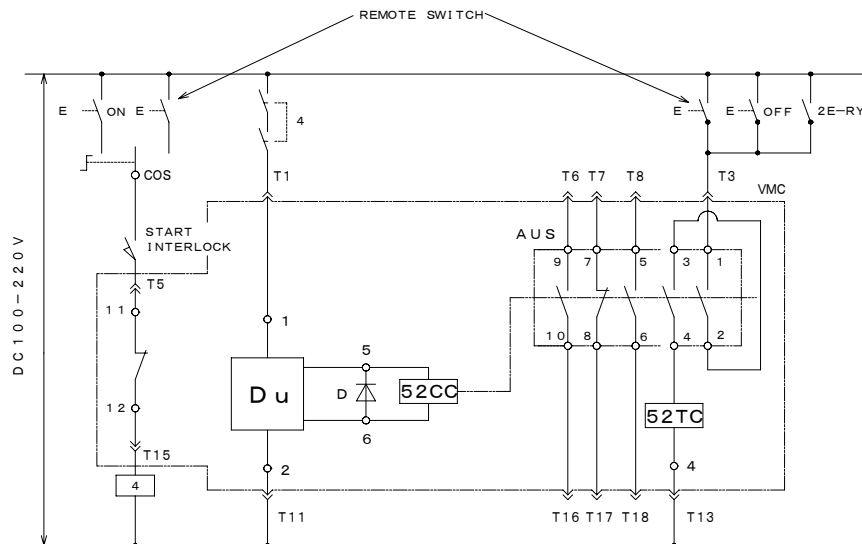 REMOTE SWITCH
E ON E
4
E E OFF 2E-RY
COS
T1
T6 T7 T8 T3
VMC
START
INTERLOCK
AUS
T5
9 7 5 3 1
11
DC100-220V
1
10 8 6 4 2
5
Du
D
52CC
12
52TC
6
T15
2
4
4
T11
T16 T17 T18 T13